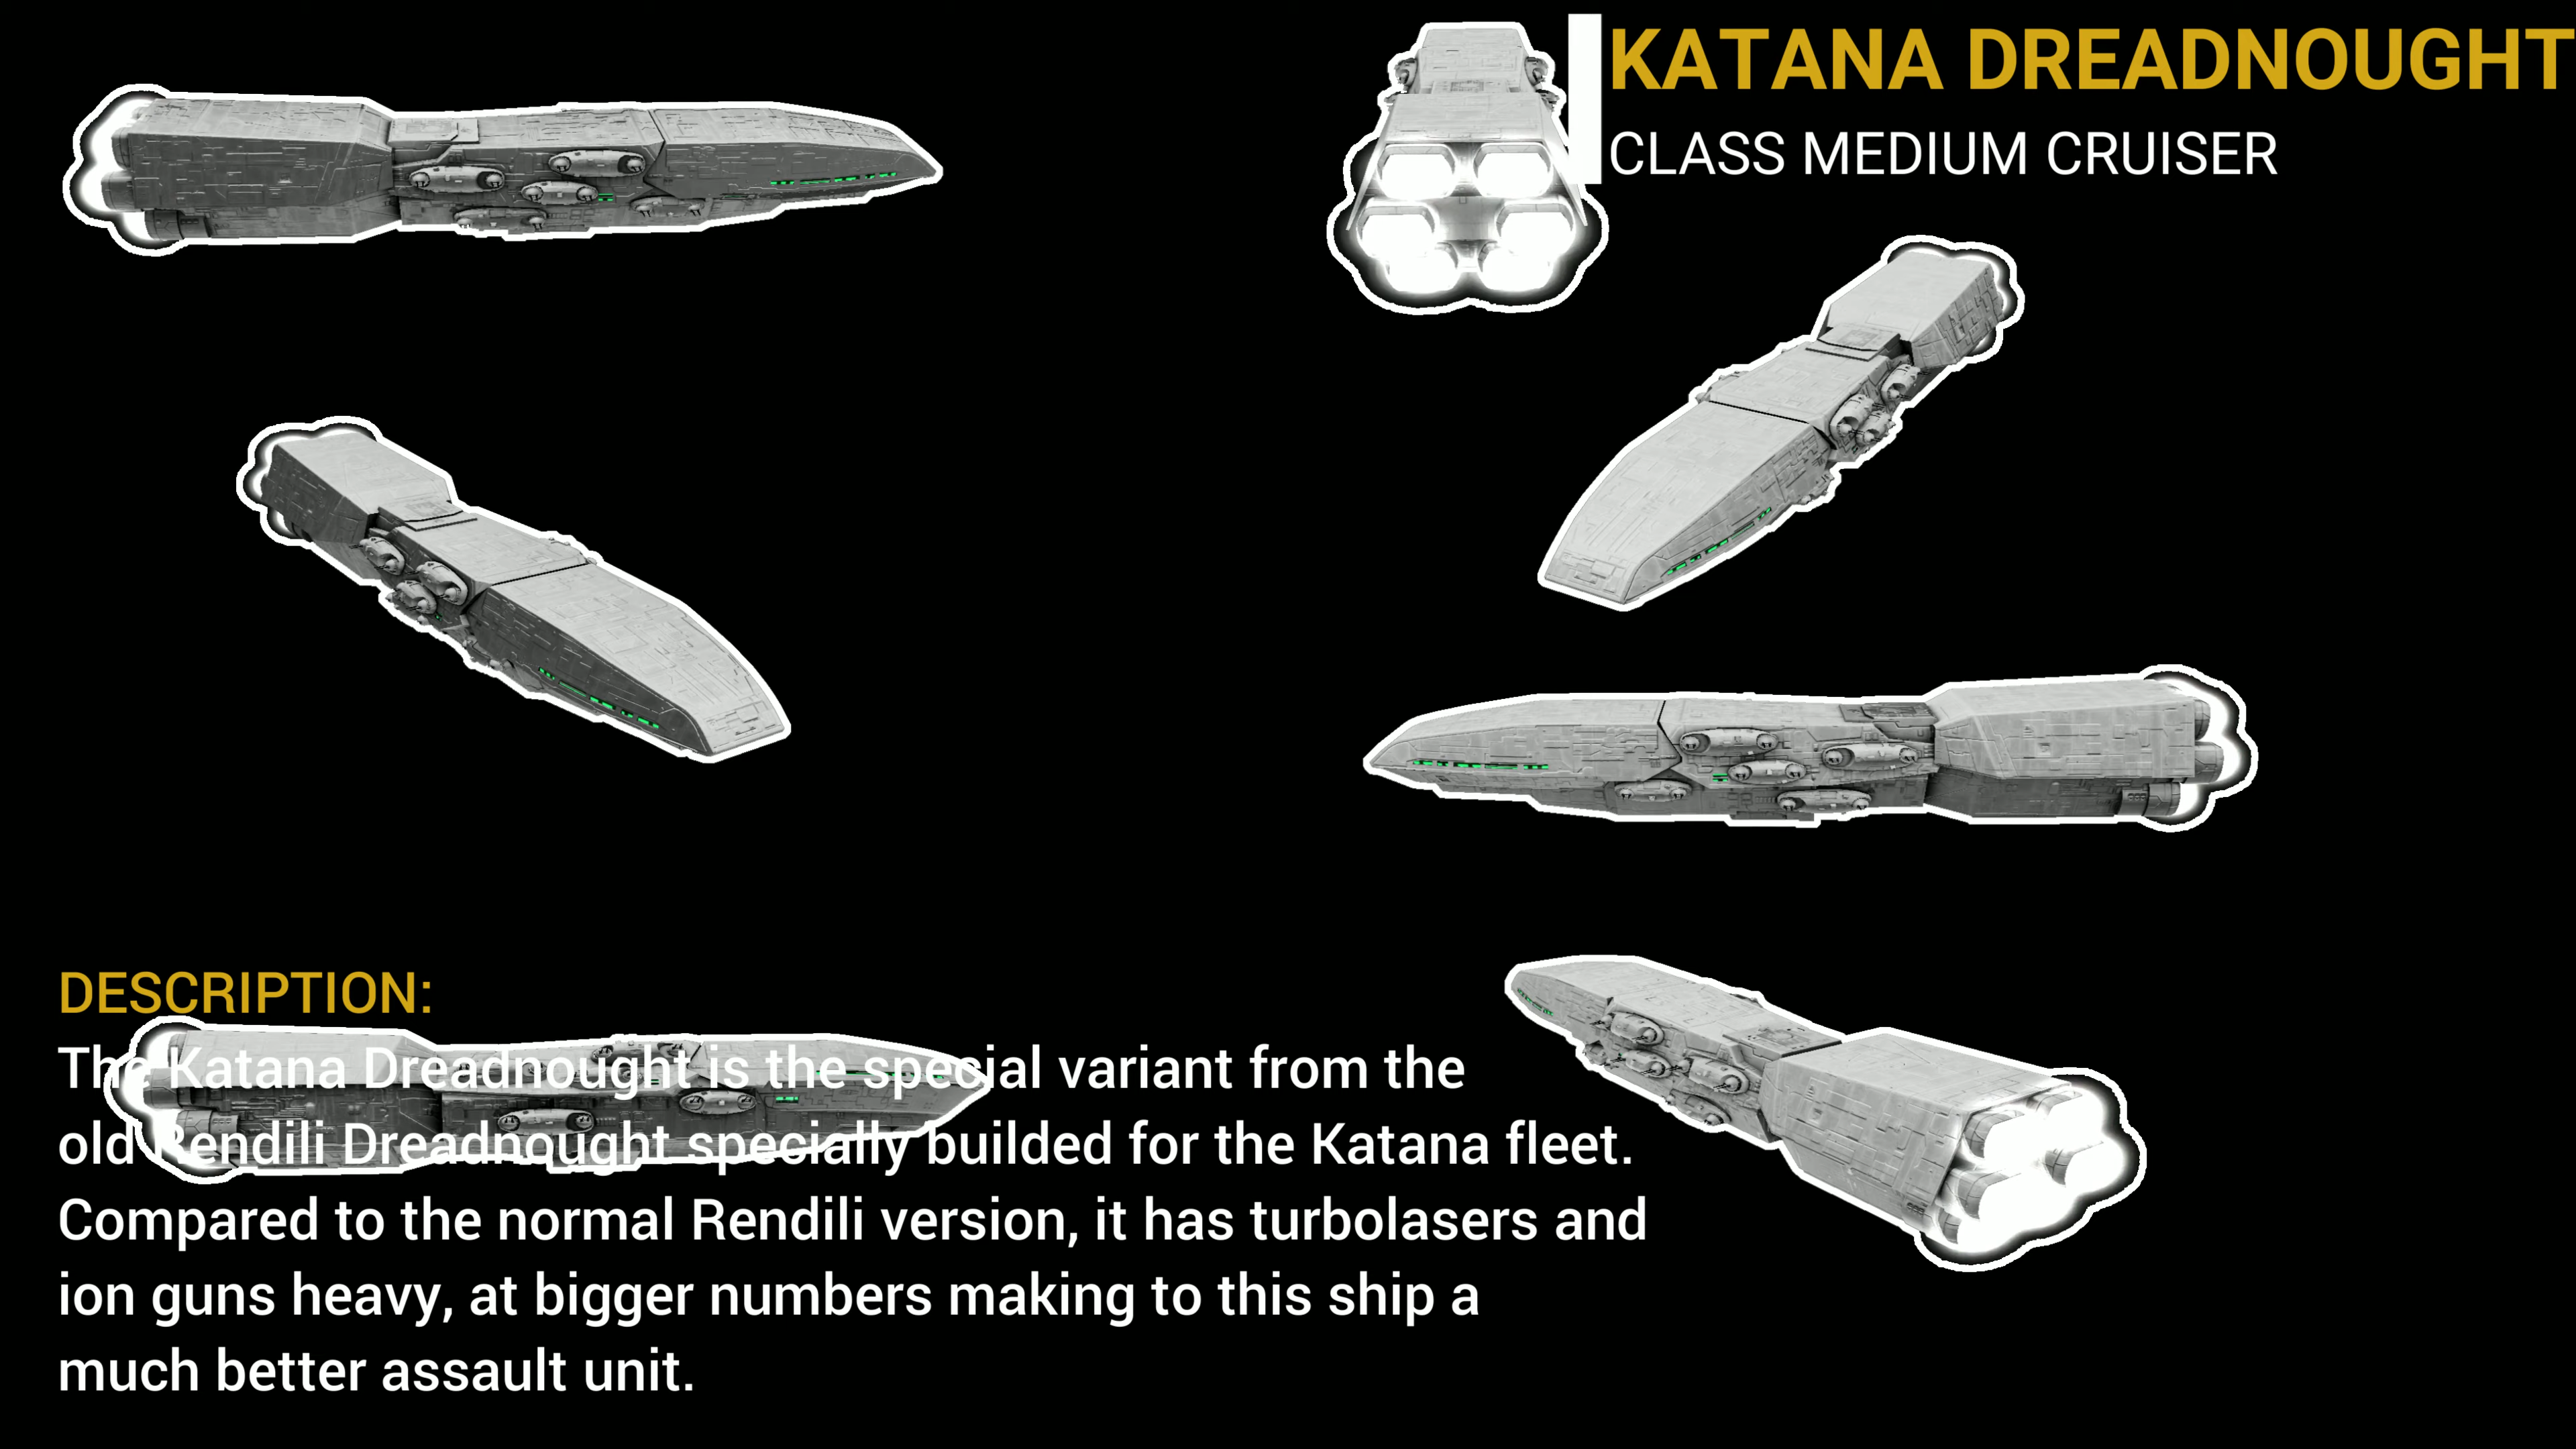 KATANA DREADNOUGHT
CLASS MEDIUM CRUISER
DESCRIPTION:
The Katana Dreadnought is the special variant from the
old Rendili Dreadnought specially builded for the Katana fleet.
Compared to the normal Rendili version, it has turbolasers and
ion guns heavy, at bigger numbers making to this ship a
much better assault unit.